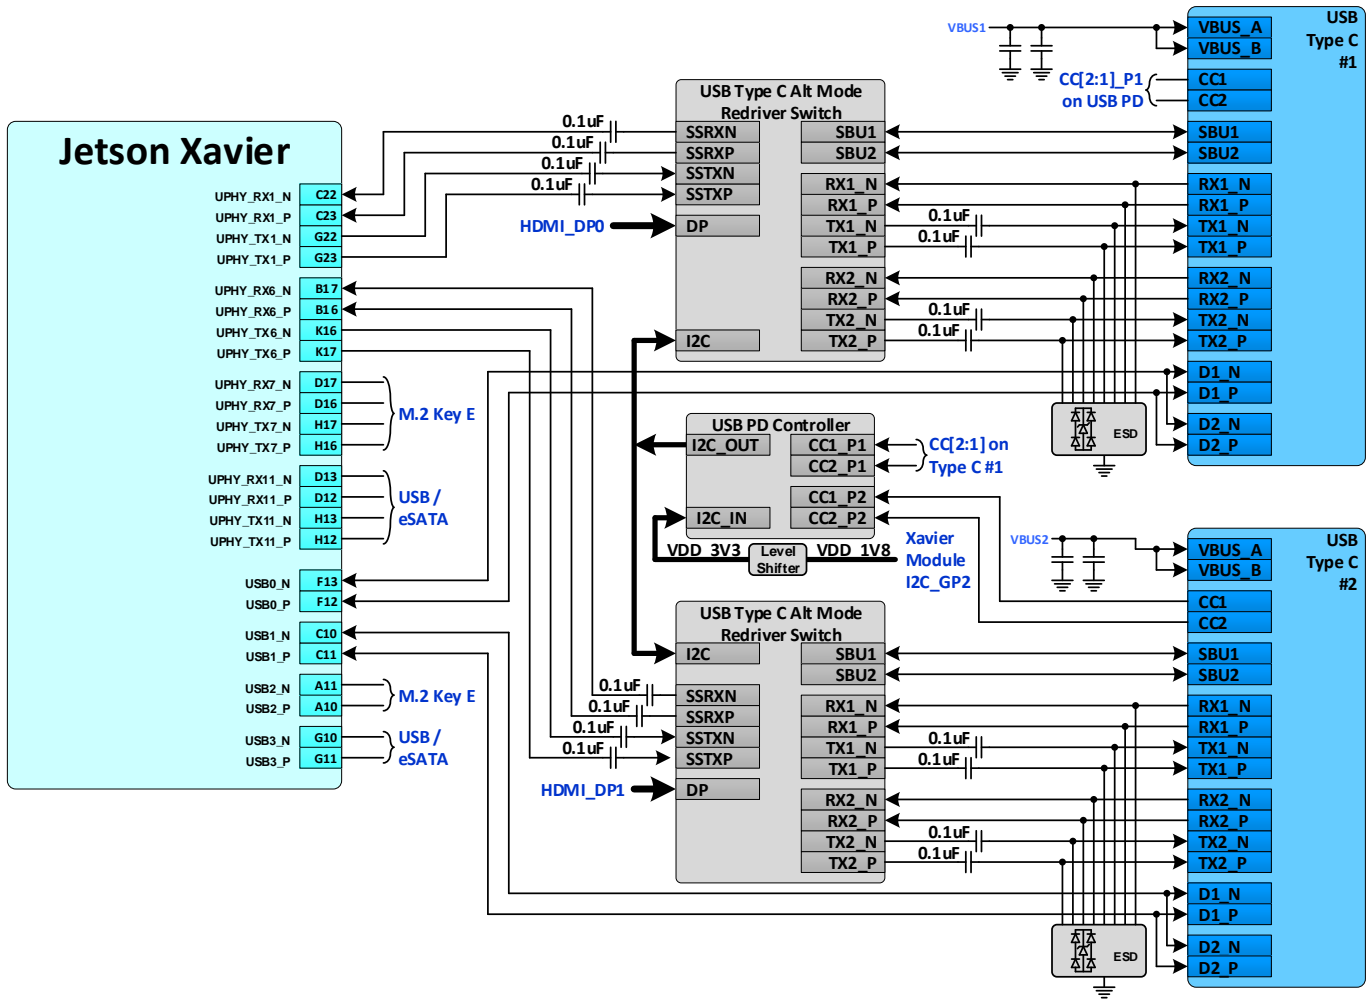 Jetson Xavier
UPHY_RX1_N C22
UPHY_RX1_P C23
UPHY_TX1_N G22
UPHY_TX1_P G23
UPHY_RX6_N B17
UPHY_RX6_P B16
UPHY_TX6_N K16
UPHY_TX6_P K17
UPHY_RX7_N D17
UPHY_RX7_P D16
UPHY_TX7_N H17
UPHY_TX7_P H16
M.2 Key E
UPHY_RX11_N D13
UPHY_RX11_P D12
UPHY_TX11_N H13
UPHY_TX11_P H12
USB /
eSATA
USB0_N F13
USB0_P F12
USB1_N C10
USB1_P C11
USB2_N A11
USB2_P A10
M.2 Key E
USB3_N G10
USB3_P G11
USB /
eSATA
0.1uF
0.1uF
0.1uF
0.1uF
HDMI_DP0
USB Type C Alt Mode
Redriver Switch
SSRXN
SSRXP
SSTXN
SSTXP
DP
I2C
SBU1
SBU2
RX1_N
RX1_P
TX1_N
TX1_P
RX2_N
RX2_P
TX2_N
TX2_P
0.1uF
0.1uF
0.1uF
0.1uF
ESD
VBUS1
CC[2:1]_P1
on USB PD
USB
Type C
#1
VBUS_A
VBUS_B
CC1
CC2
SBU1
SBU2
RX1_N
RX1_P
TX1_N
TX1_P
RX2_N
RX2_P
TX2_N
TX2_P
D1_N
D1_P
D2_N
D2_P
USB PD Controller
I2C_OUT
I2C_IN
CC1_P1
CC2_P1
CC1_P2
CC2_P2
CC[2:1] on
Type C #1
VDD_3V3
Level
Shifter
VDD_1V8
Xavier
Module
I2C_GP2
USB Type C Alt Mode
Redriver Switch
I2C
SSRXN
SSRXP
SSTXN
SSTXP
DP
0.1uF
0.1uF
0.1uF
0.1uF
HDMI_DP1
SBU1
SBU2
RX1_N
RX1_P
TX1_N
TX1_P
RX2_N
RX2_P
TX2_N
TX2_P
0.1uF
0.1uF
0.1uF
0.1uF
ESD
VBUS2
USB
Type C
#2
VBUS_A
VBUS_B
CC1
CC2
SBU1
SBU2
RX1_N
RX1_P
TX1_N
TX1_P
RX2_N
RX2_P
TX2_N
TX2_P
D1_N
D1_P
D2_N
D2_P